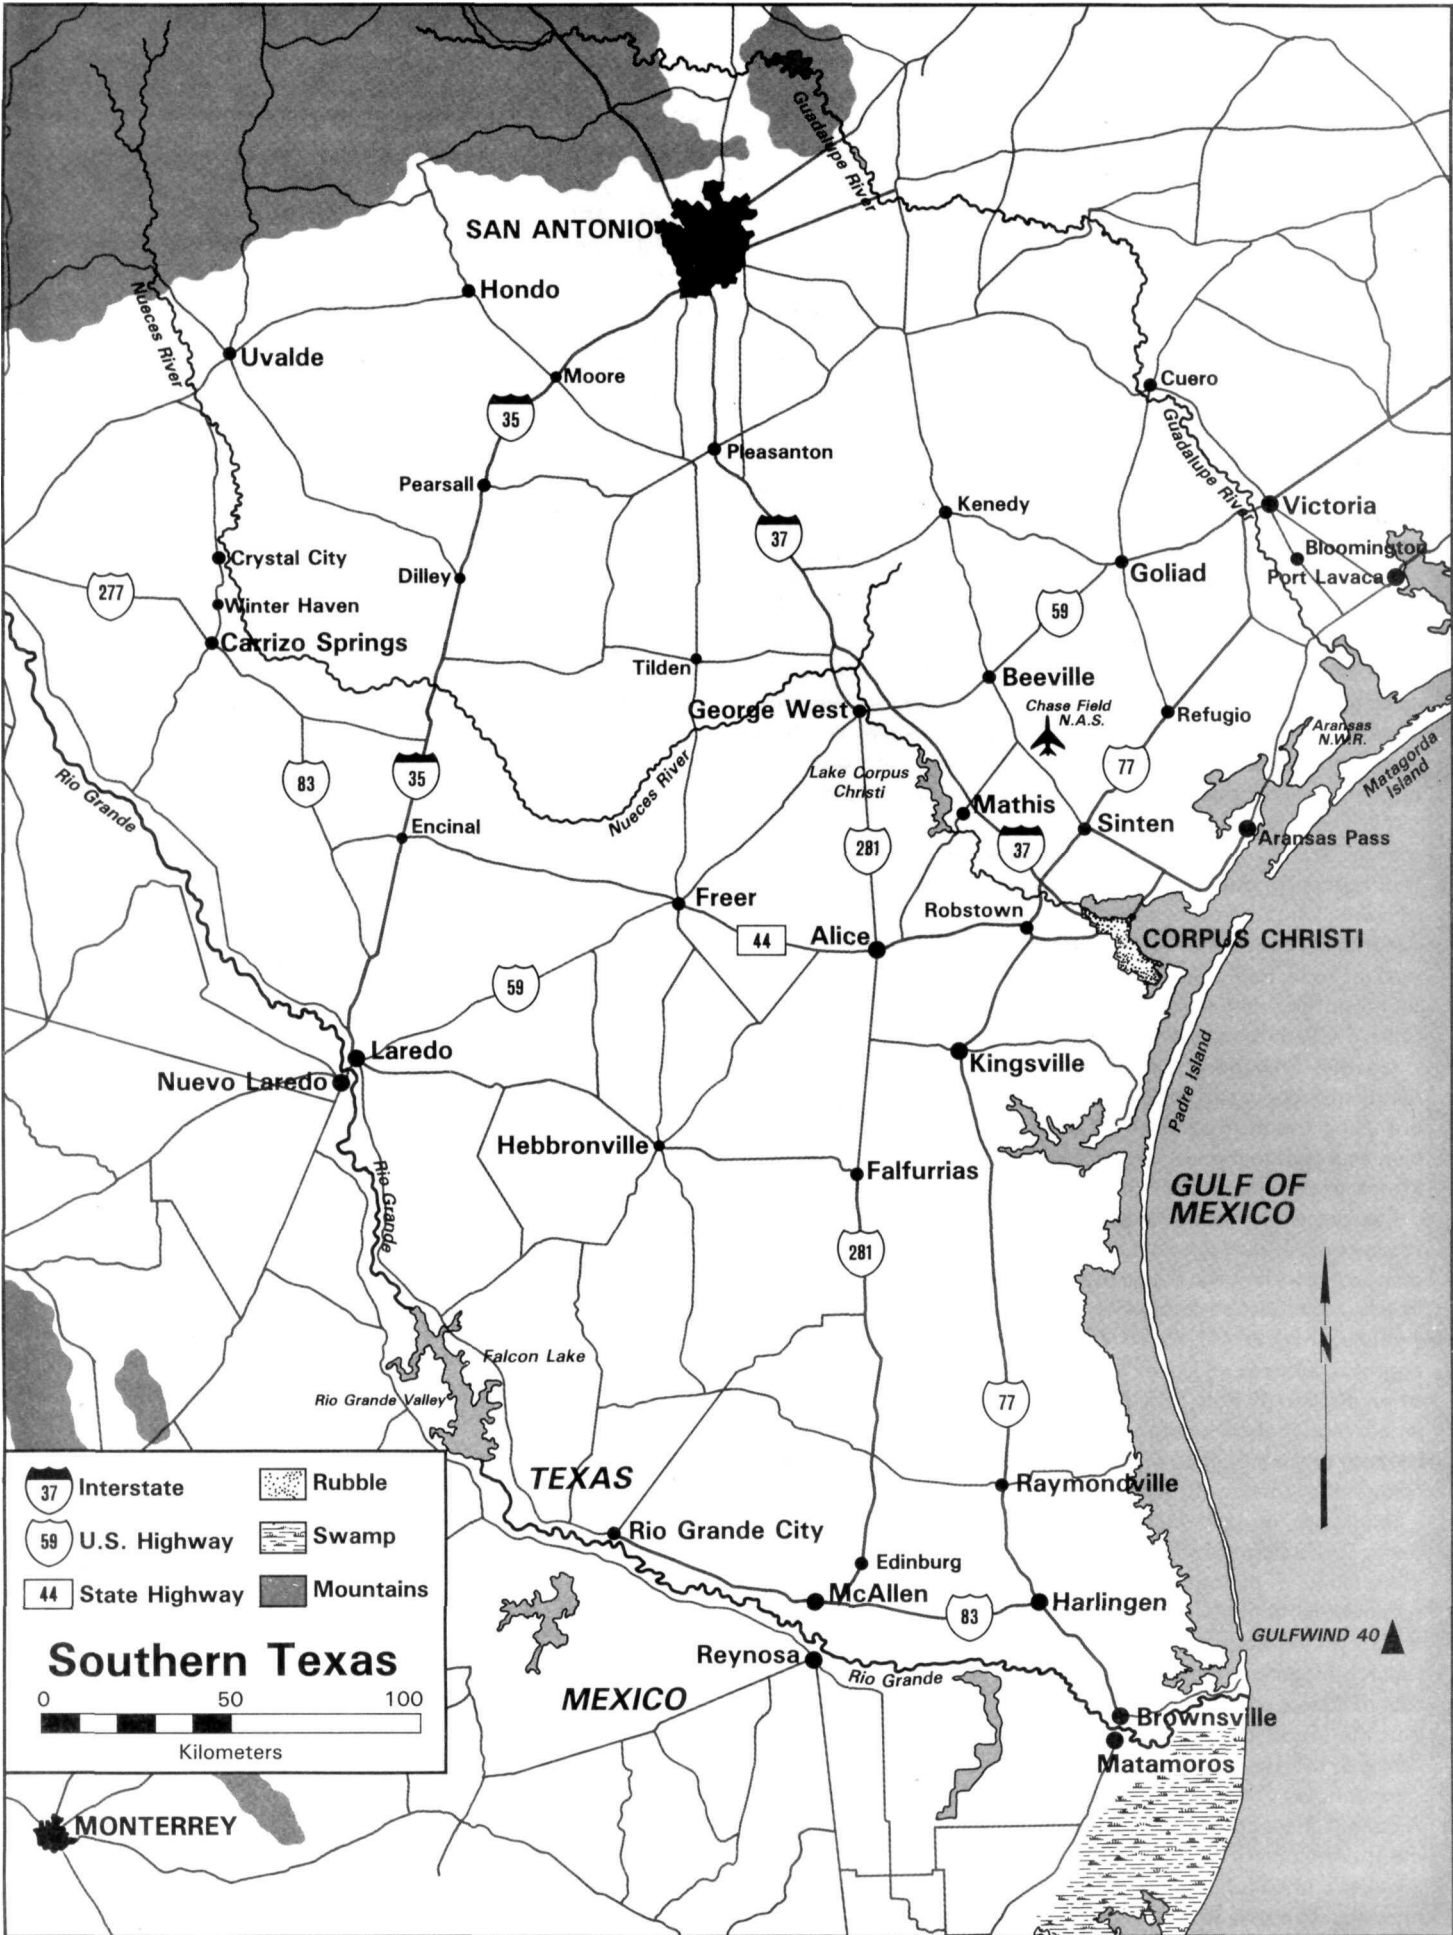 Guadalupe River
SAN ANTONIO
Hondo
Nueces River
Uvalde
Moore
Cuero
35
Guadalupe River
Pleasanton
Pearsall
Kenedy
Victoria
37
Bloomington
Crystal City
Goliad
Port Lavaca
Dilley
277
Winter Haven
59
Carrizo Springs
Tilden
Beeville
George West
Chase Field
N.A.S.
Refugio
Aransas
N.W.R.
Matagorda
Island
Rio Grande
83
35
Nueces River
Lake Corpus
Christi
77
Mathis
Encinal
Sinten
281
37
Aransas Pass
Freer
Robstown
44
Alice
CORPUS CHRISTI
59
Laredo
Nuevo Laredo
Kingsville
Padre Island
Hebbronville
Falfurrias
Rio Grande
GULF OF
MEXICO
281
N
Falcon Lake
Rio Grande Valley
77
TEXAS
Raymondville
Rio Grande City
Edinburg
McAllen
83
Harlingen
GULFWIND 40
Reynosa
Rio Grande
MEXICO
Brownsville
Matamoros
MONTERREY
37 Interstate
Rubble
59 U.S. Highway
Swamp
44 State Highway
Mountains
Southern Texas
0 50 100
Kilometers